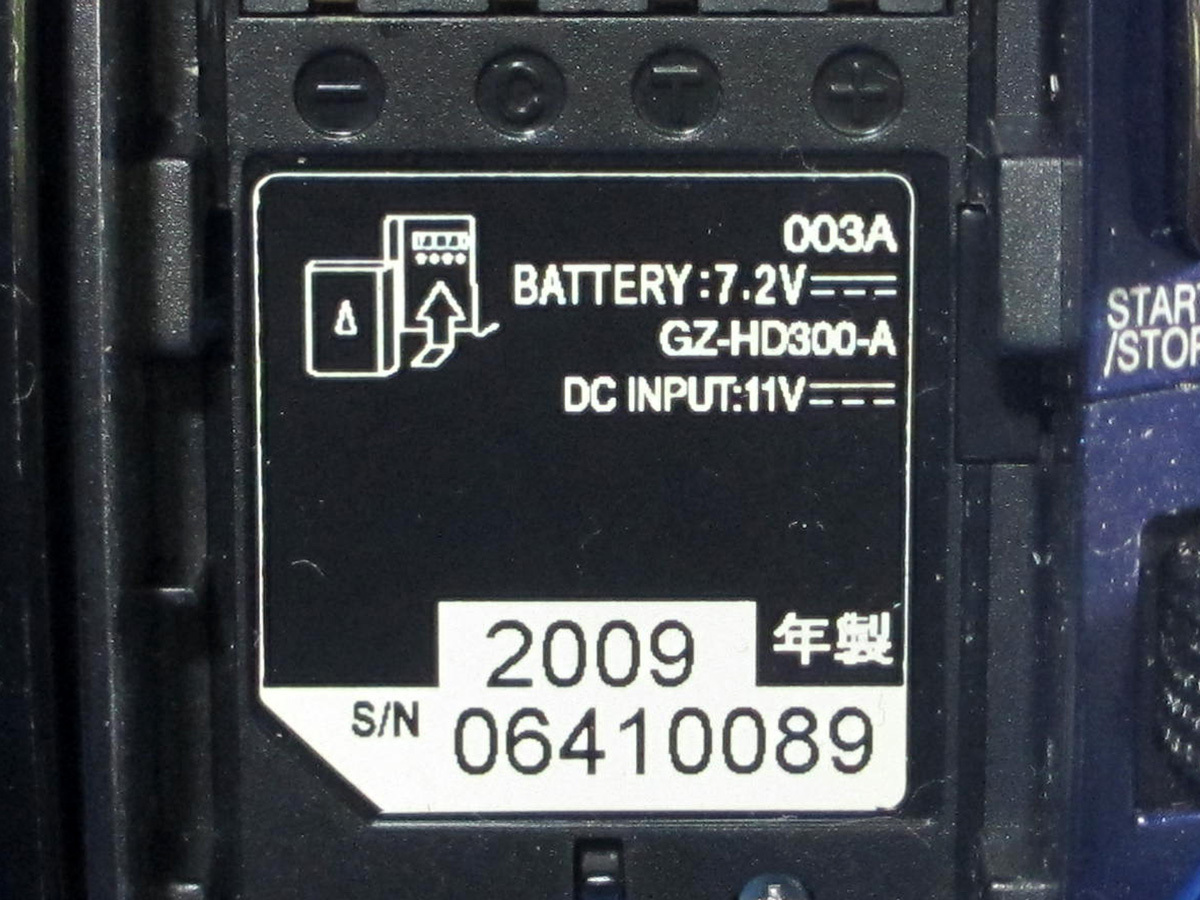 − C T +
003A
BATTERY:7.2V⎓
GZ-HD300-A
DC INPUT:11V⎓
START
/STOP
2009 年製
S/N 06410089